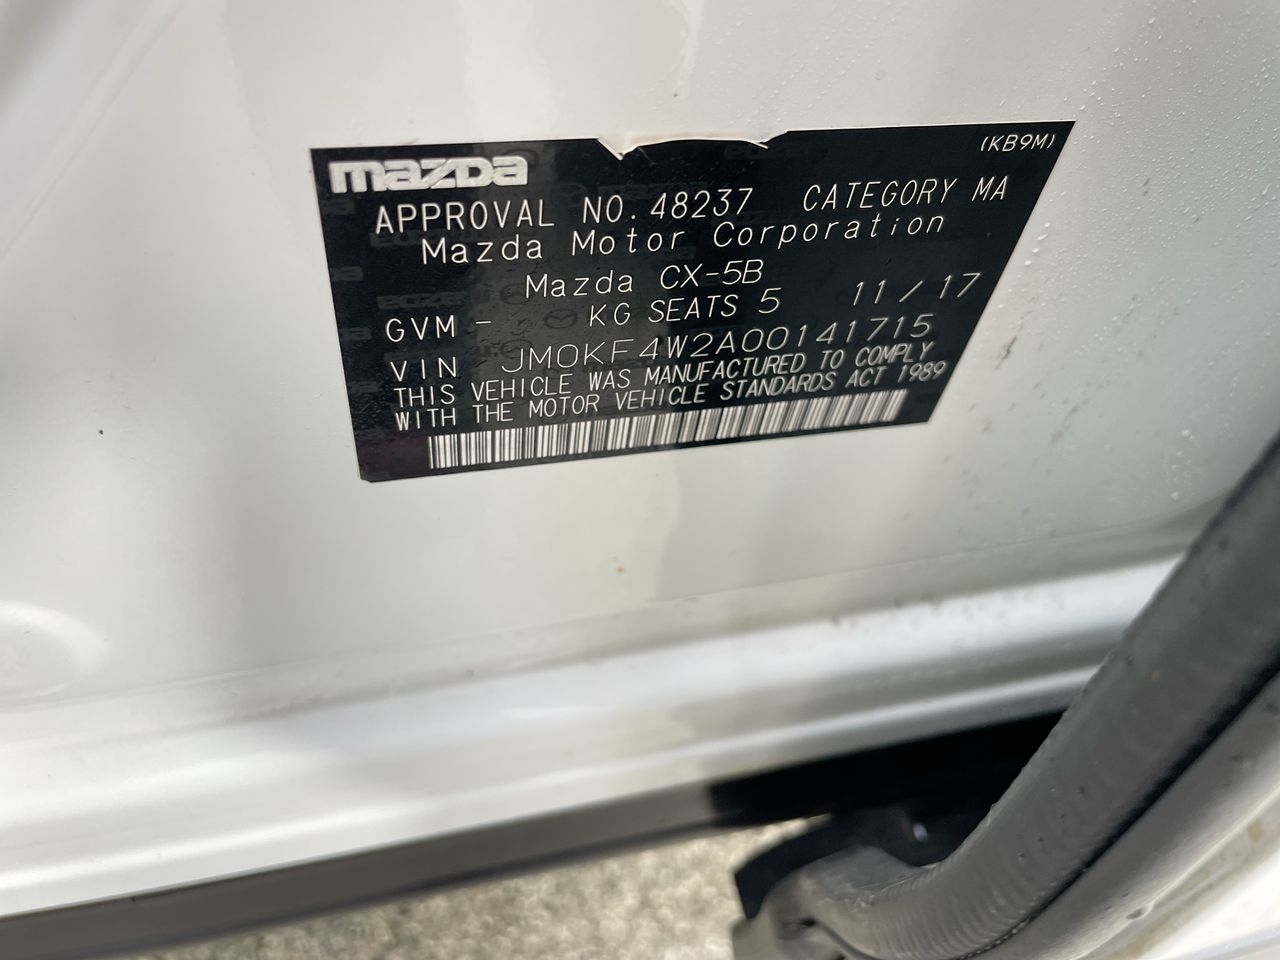 (KB9M)
mazDa
APPROVAL NO. 48237 CATEGORY MA
Mazda Motor Corporation
Mazda CX-5B
GVM - KG SEATS 5 11/17
VIN JM0KF4W2A00141715
THIS VEHICLE WAS MANUFACTURED TO COMPLY
WITH THE MOTOR VEHICLE STANDARDS ACT 1989